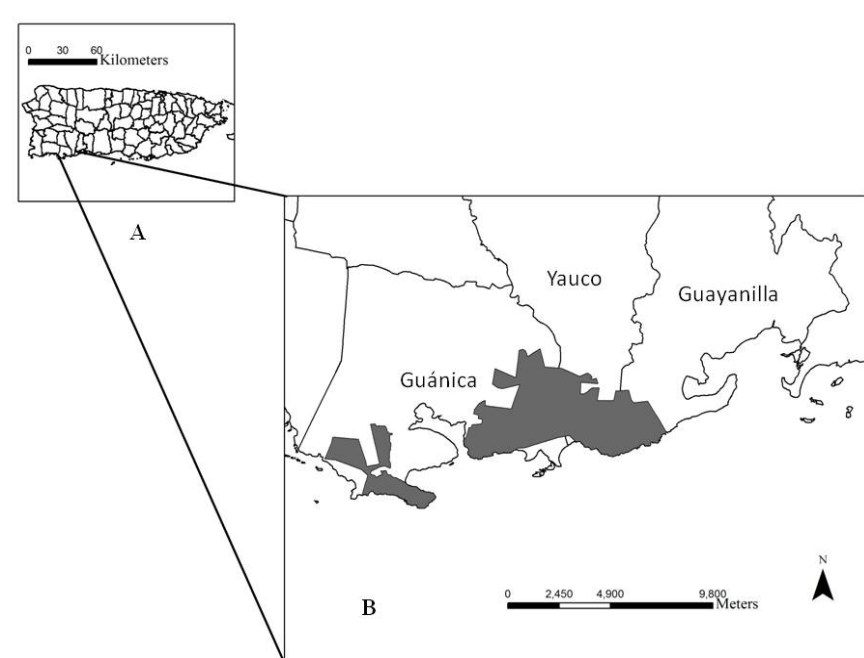 0 30 60
Kilometers
A
Yauco
Guayanilla
Guánica
N
0 2,450 4,900 9,800
Meters
B